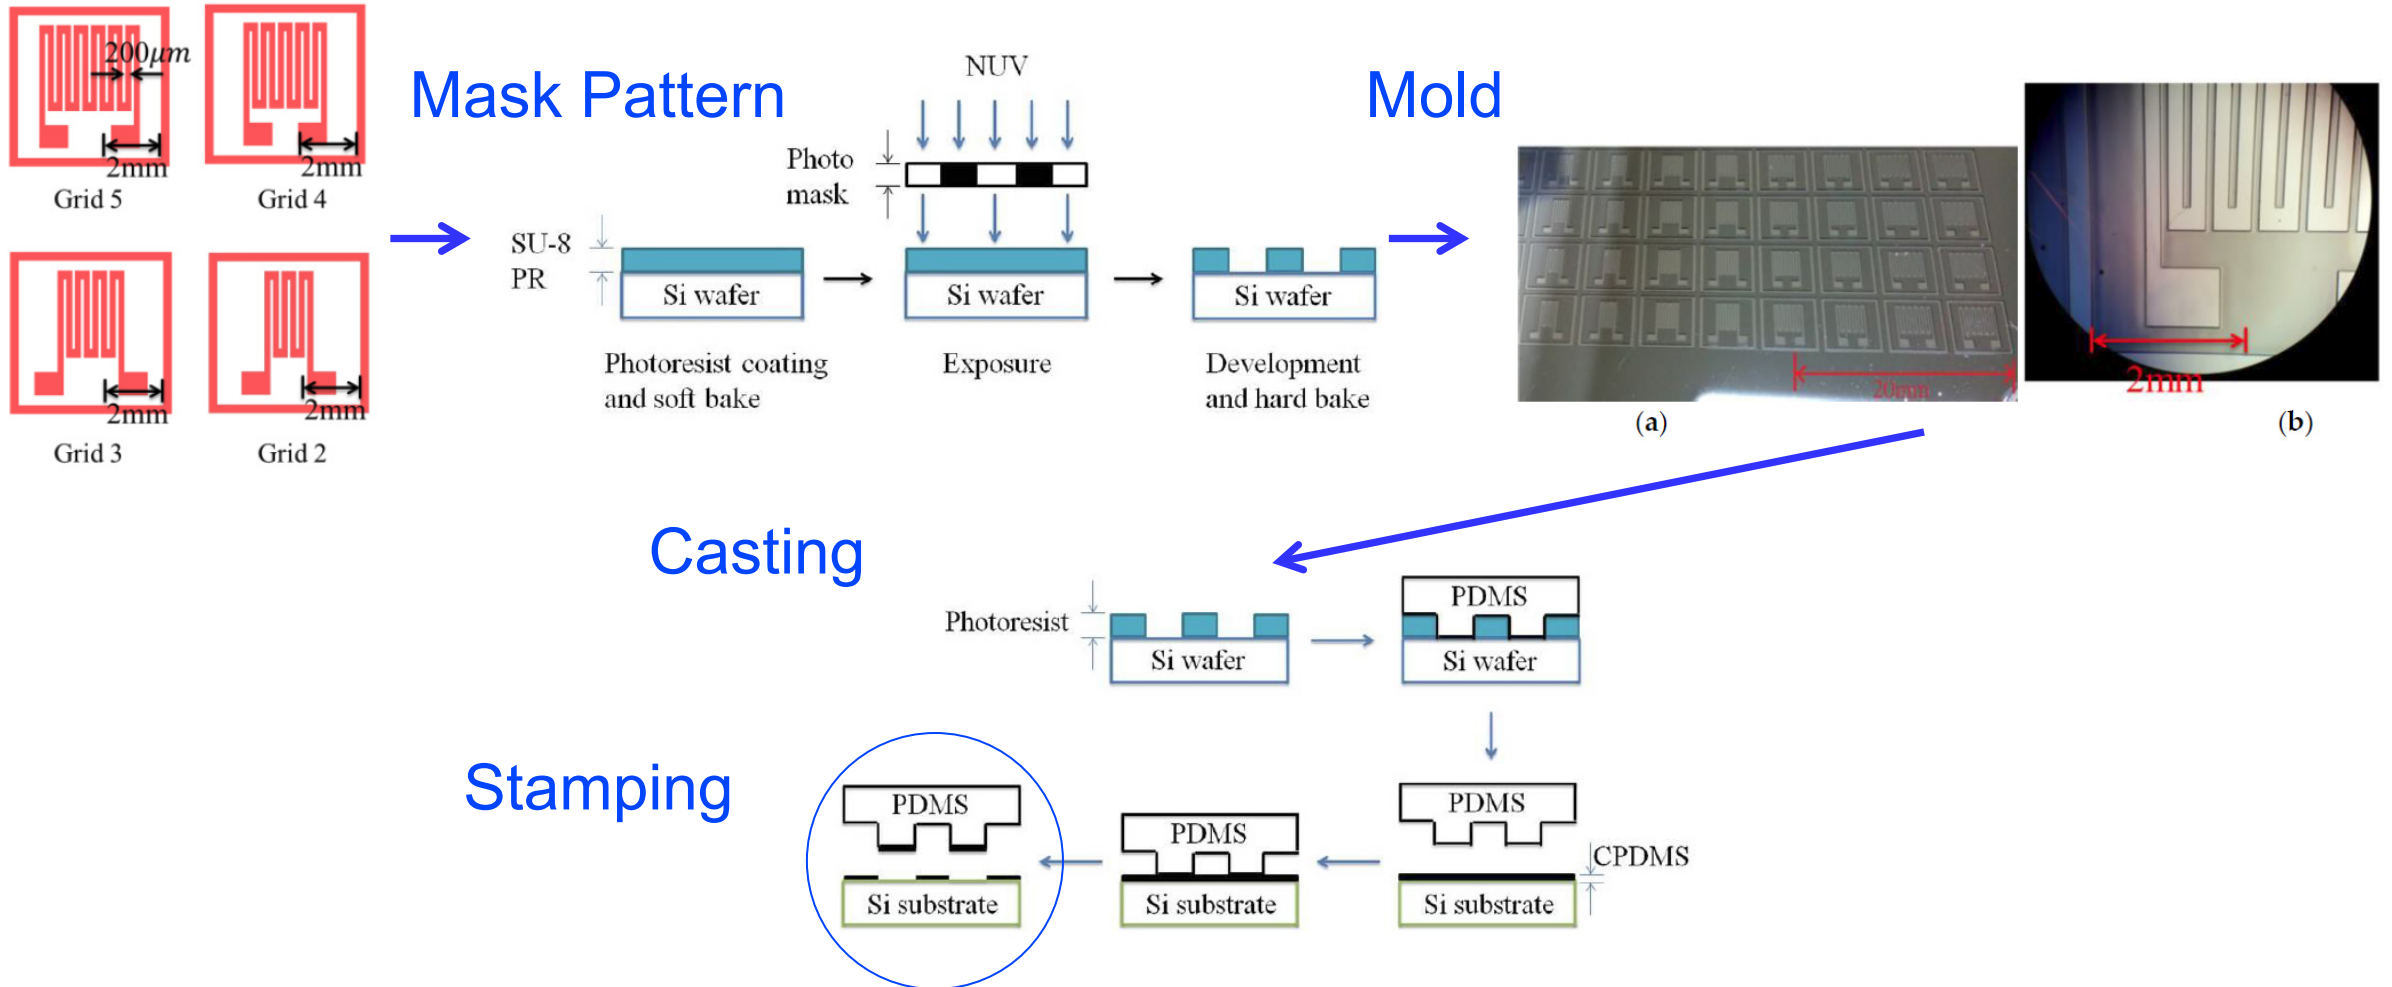 200μm
2mm
2mm
Grid 5
Grid 4
2mm
2mm
Grid 3
Grid 2
Mask Pattern
NUV
Photo
mask
SU-8
PR
Si wafer
Si wafer
Si wafer
Photoresist coating
and soft bake
Exposure
Development
and hard bake
Mold
20mm
2mm
(a)
(b)
Casting
Photoresist
Si wafer
PDMS
Si wafer
Stamping
PDMS
Si substrate
PDMS
Si substrate
PDMS
CPDMS
Si substrate